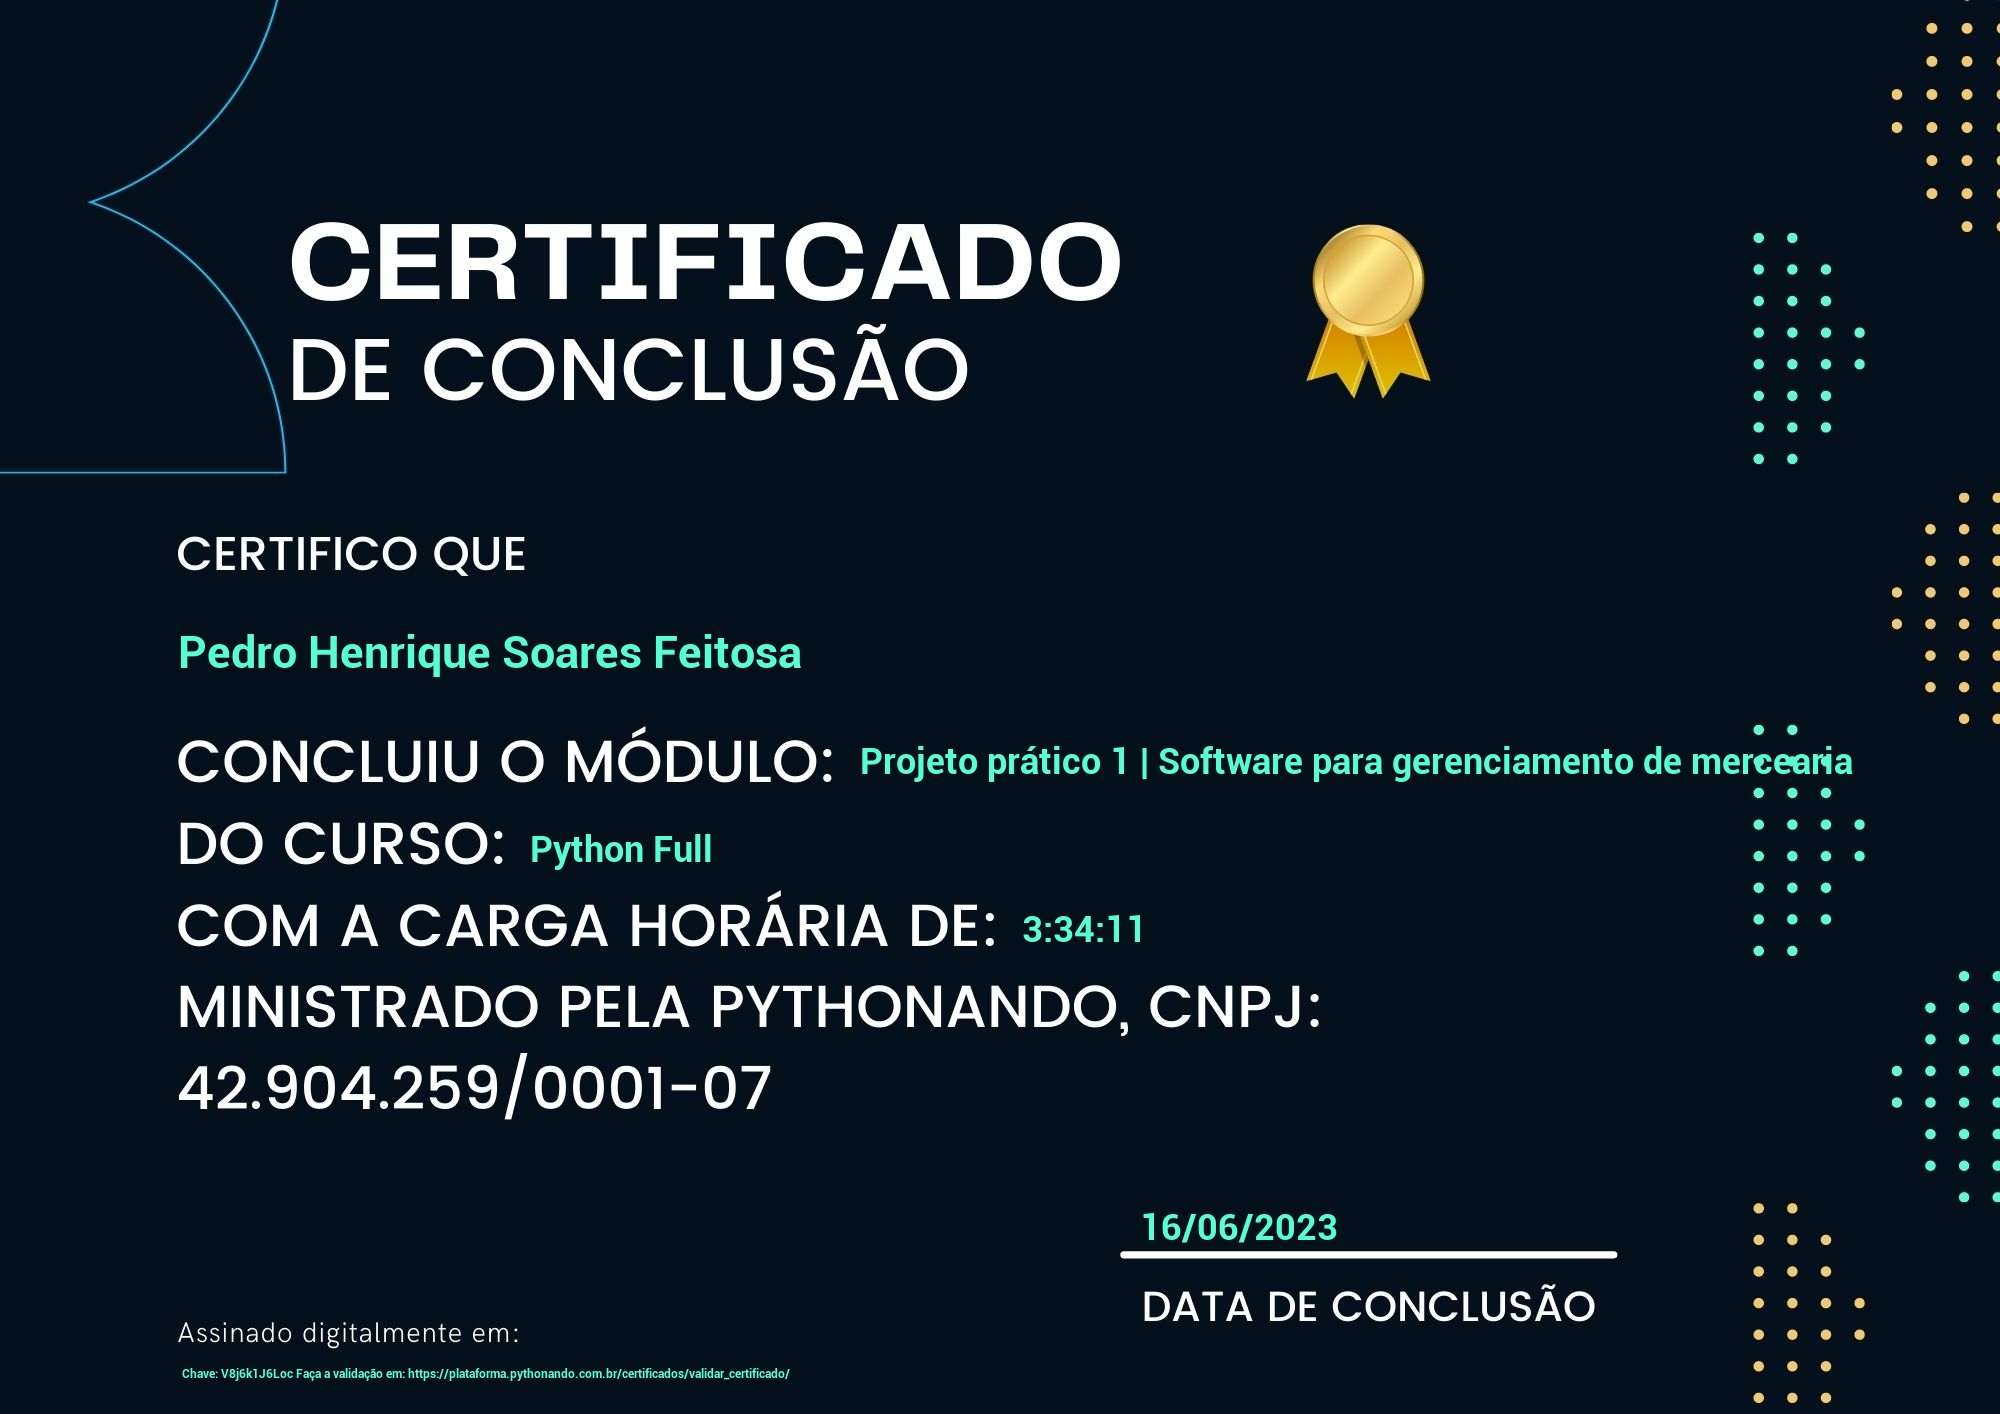 CERTIFICADO
DE CONCLUSÃO
CERTIFICO QUE
Pedro Henrique Soares Feitosa
CONCLUIU O MÓDULO: Projeto prático 1 | Software para gerenciamento de mercearia
DO CURSO: Python Full
COM A CARGA HORÁRIA DE: 3:34:11
MINISTRADO PELA PYTHONANDO, CNPJ:
42.904.259/0001-07
16/06/2023
DATA DE CONCLUSÃO
Assinado digitalmente em:
Chave: V8j6k1J6Loc Faça a validação em: https://plataforma.pythonando.com.br/certificados/validar_certificado/